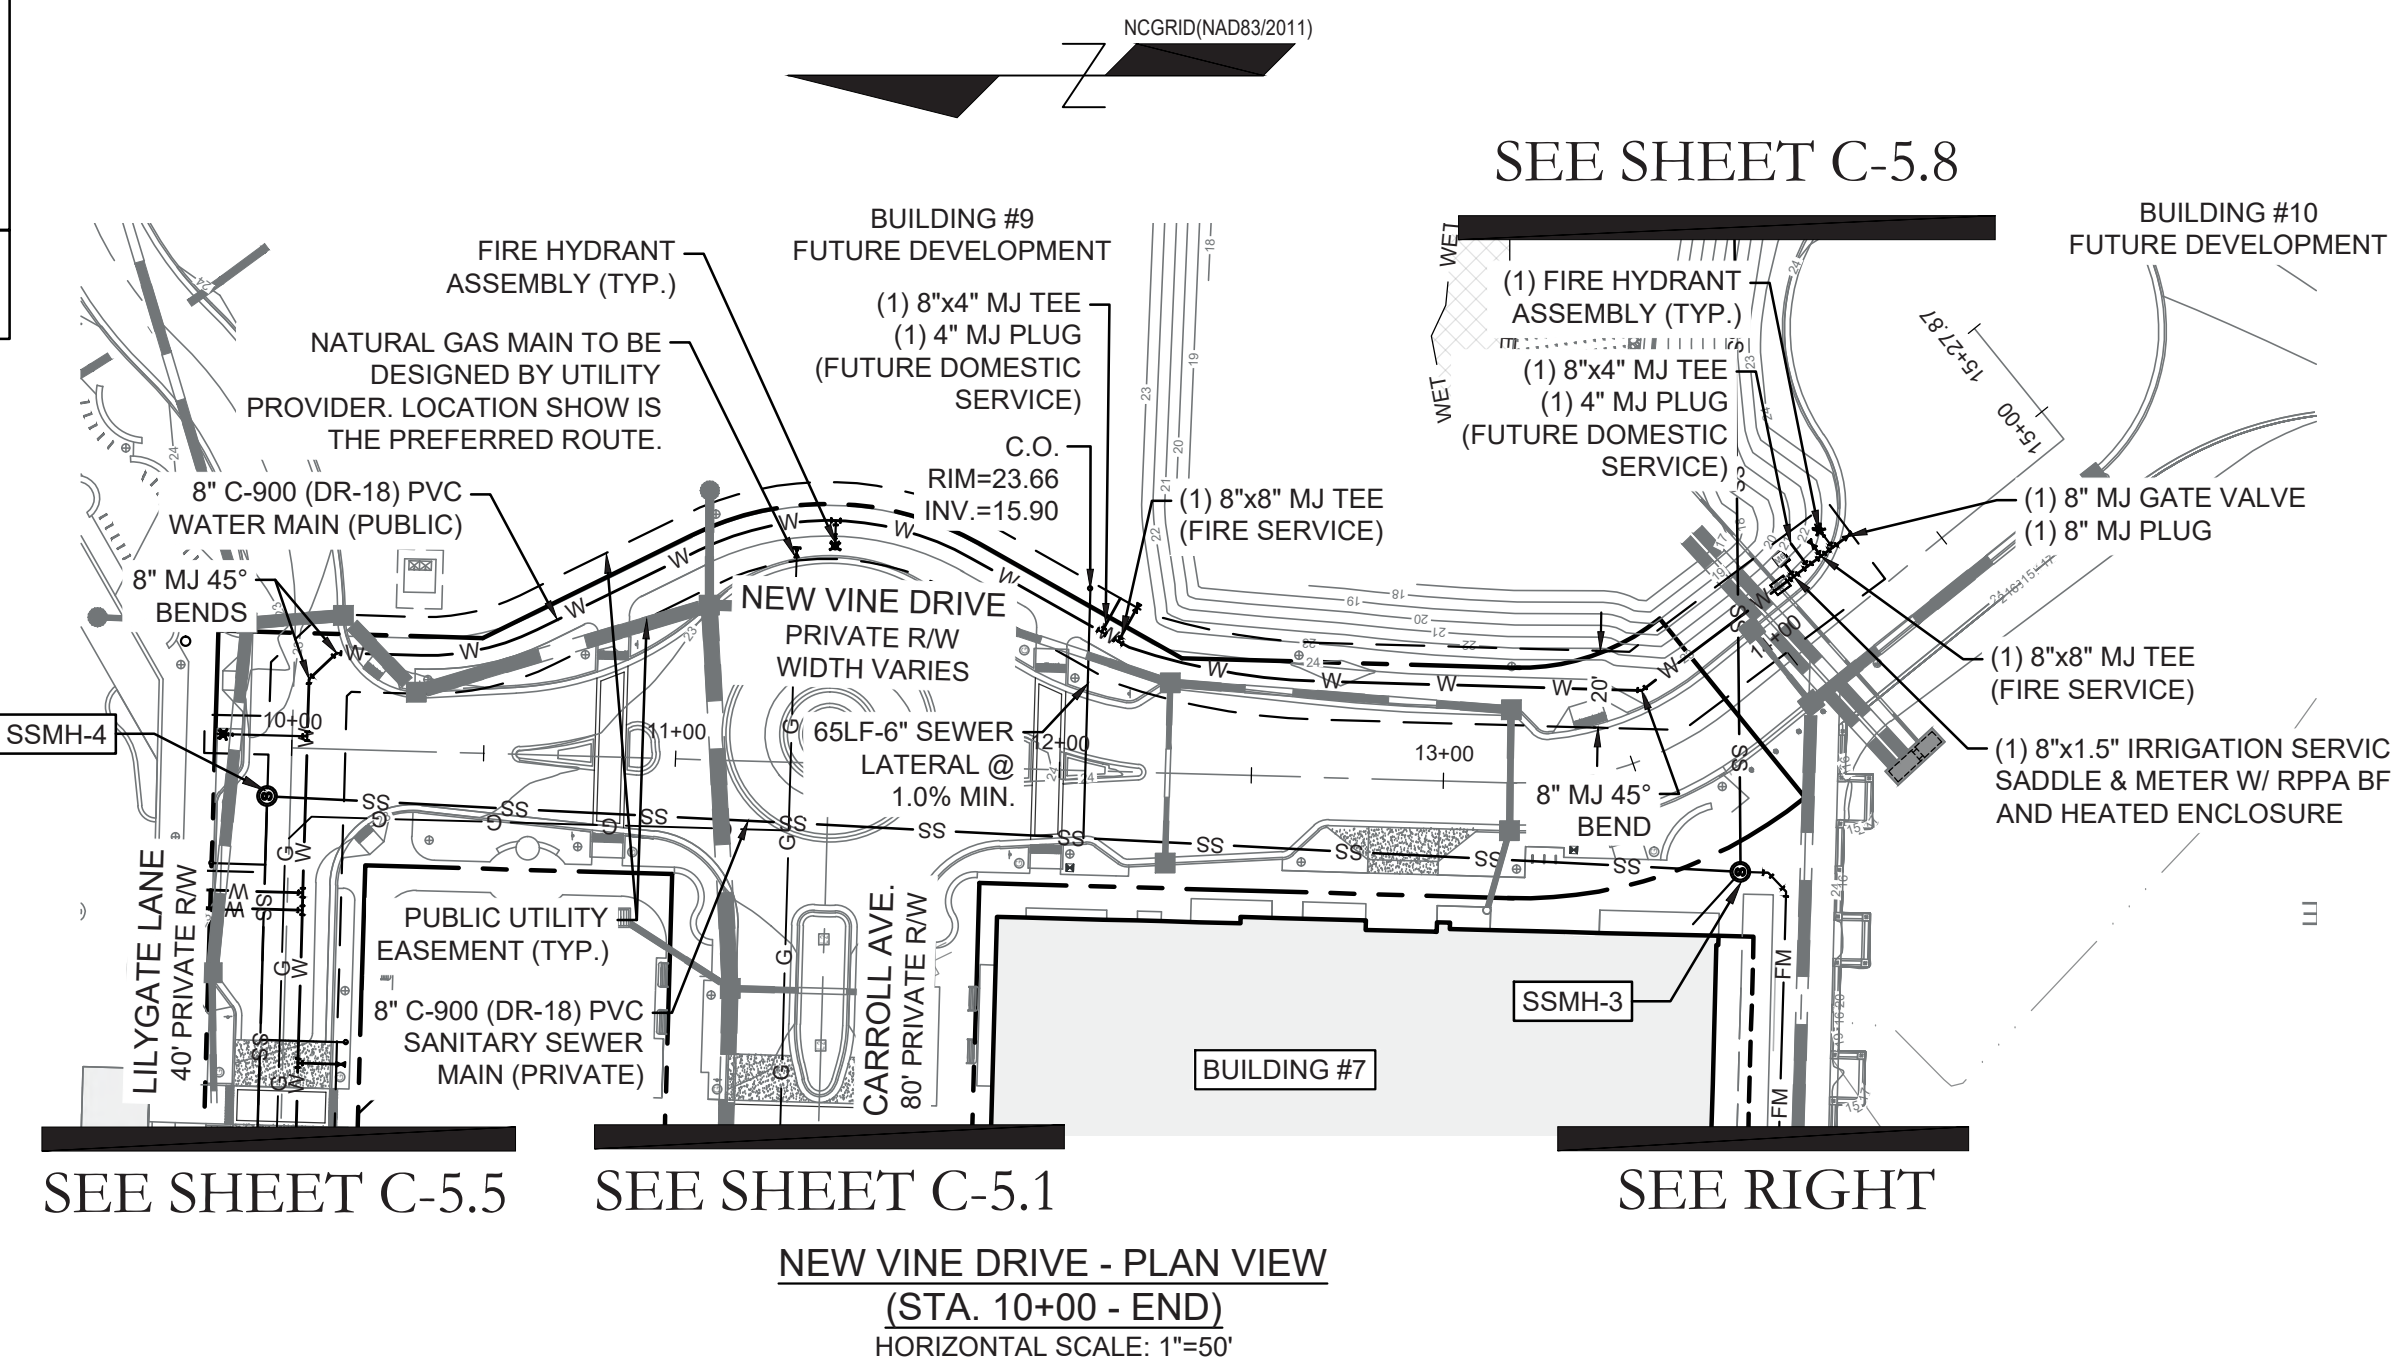 NCGRID(NAD83/2011)
SEE SHEET C-5.8
BUILDING #9
FUTURE DEVELOPMENT
BUILDING #10
FUTURE DEVELOPMENT
FIRE HYDRANT
ASSEMBLY (TYP.)
(1) 8"x4" MJ TEE
(1) 4" MJ PLUG
(FUTURE DOMESTIC
SERVICE)
(1) FIRE HYDRANT
ASSEMBLY (TYP.)
NATURAL GAS MAIN TO BE
DESIGNED BY UTILITY
PROVIDER. LOCATION SHOW IS
THE PREFERRED ROUTE.
(1) 8"x4" MJ TEE
(1) 4" MJ PLUG
(FUTURE DOMESTIC
SERVICE)
WET
WET
15+27.87
15+00
C.O.
RIM=23.66
INV.=15.90
8" C-900 (DR-18) PVC
WATER MAIN (PUBLIC)
(1) 8"x8" MJ TEE
(FIRE SERVICE)
(1) 8" MJ GATE VALVE
(1) 8" MJ PLUG
8" MJ 45°
BENDS
NEW VINE DRIVE
PRIVATE R/W
WIDTH VARIES
(1) 8"x8" MJ TEE
(FIRE SERVICE)
20'
SSMH-4
10+00
11+00
12+00
13+00
65LF-6" SEWER
LATERAL @
1.0% MIN.
8" MJ 45°
BEND
(1) 8"x1.5" IRRIGATION SERVIC
SADDLE & METER W/ RPPA BF
AND HEATED ENCLOSURE
LILYGATE LANE
40' PRIVATE R/W
PUBLIC UTILITY
EASEMENT (TYP.)
8" C-900 (DR-18) PVC
SANITARY SEWER
MAIN (PRIVATE)
CARROLL AVE.
80' PRIVATE R/W
SSMH-3
BUILDING #7
FM
FM
SEE SHEET C-5.5
SEE SHEET C-5.1
SEE RIGHT
NEW VINE DRIVE - PLAN VIEW
(STA. 10+00 - END)
HORIZONTAL SCALE: 1"=50'